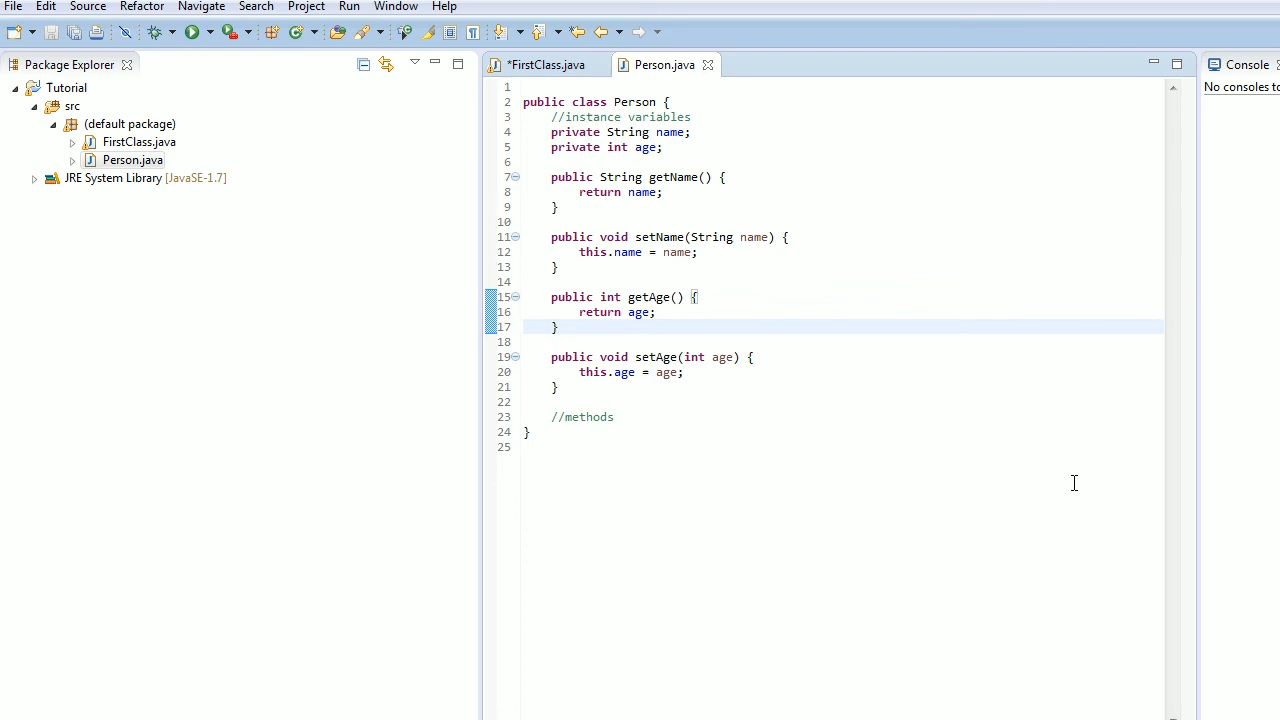 File Edit Source Refactor Navigate Search Project Run Window Help
Package Explorer
Tutorial
src
(default package)
FirstClass.java
Person.java
JRE System Library [JavaSE-1.7]
*FirstClass.java Person.java
1
2 public class Person {
3 //instance variables
4 private String name;
5 private int age;
6
7 public String getName() {
8 return name;
9 }
10
11 public void setName(String name) {
12 this.name = name;
13 }
14
15 public int getAge() {
16 return age;
17 }
18
19 public void setAge(int age) {
20 this.age = age;
21 }
22
23 //methods
24 }
25
Console
No consoles to